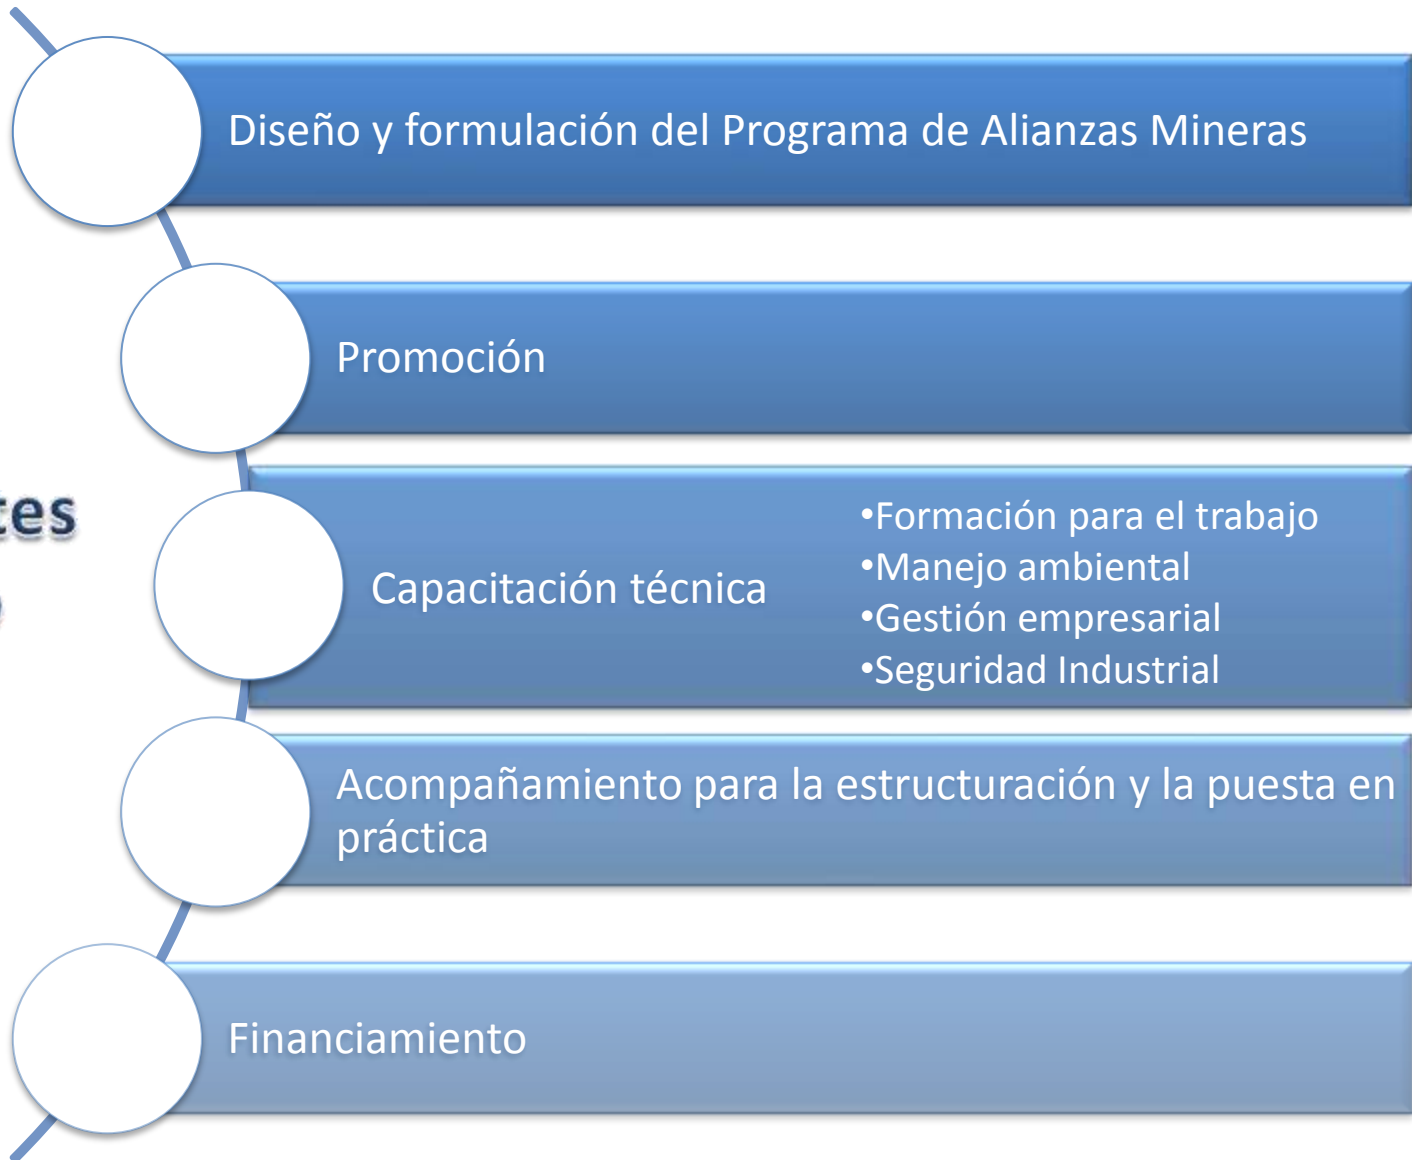 Diseño y formulación del Programa de Alianzas Mineras
Promoción
Capacitación técnica
•Formación para el trabajo
•Manejo ambiental
•Gestión empresarial
•Seguridad Industrial
Acompañamiento para la estructuración y la puesta en
práctica
Financiamiento